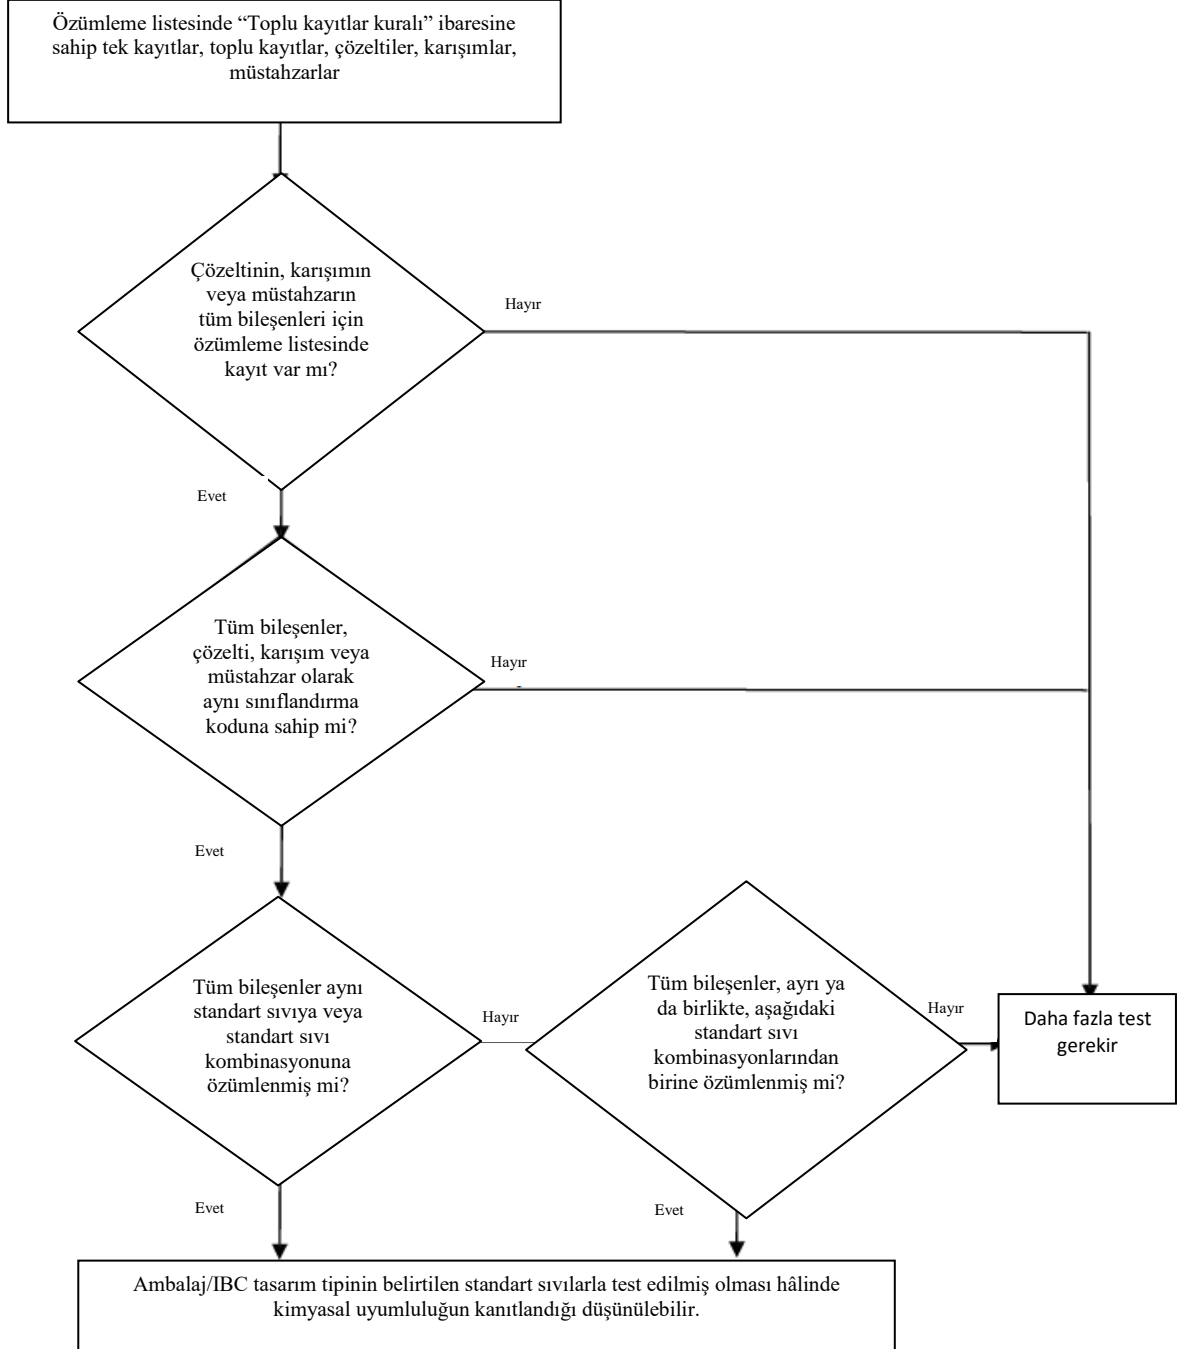 Özümleme listesinde “Toplu kayıtlar kuralı” ibaresine
sahip tek kayıtlar, toplu kayıtlar, çözeltiler, karışımlar,
müstahzarlar
Çözeltinin, karışımın
veya müstahzarın
tüm bileşenleri için
özümleme listesinde
kayıt var mı?
Hayır
Evet
Tüm bileşenler,
çözelti, karışım veya
müstahzar olarak
aynı sınıflandırma
koduna sahip mi?
Hayır
Evet
Tüm bileşenler aynı
standart sıvıya veya
standart sıvı
kombinasyonuna
özümlenmiş mi?
Hayır
Tüm bileşenler, ayrı ya
da birlikte, aşağıdaki
standart sıvı
kombinasyonlarından
birine özümlenmiş mi?
Hayır
Daha fazla test
gerekir
Evet
Evet
Ambalaj/IBC tasarım tipinin belirtilen standart sıvılarla test edilmiş olması hâlinde
kimyasal uyumluluğun kanıtlandığı düşünülebilir.